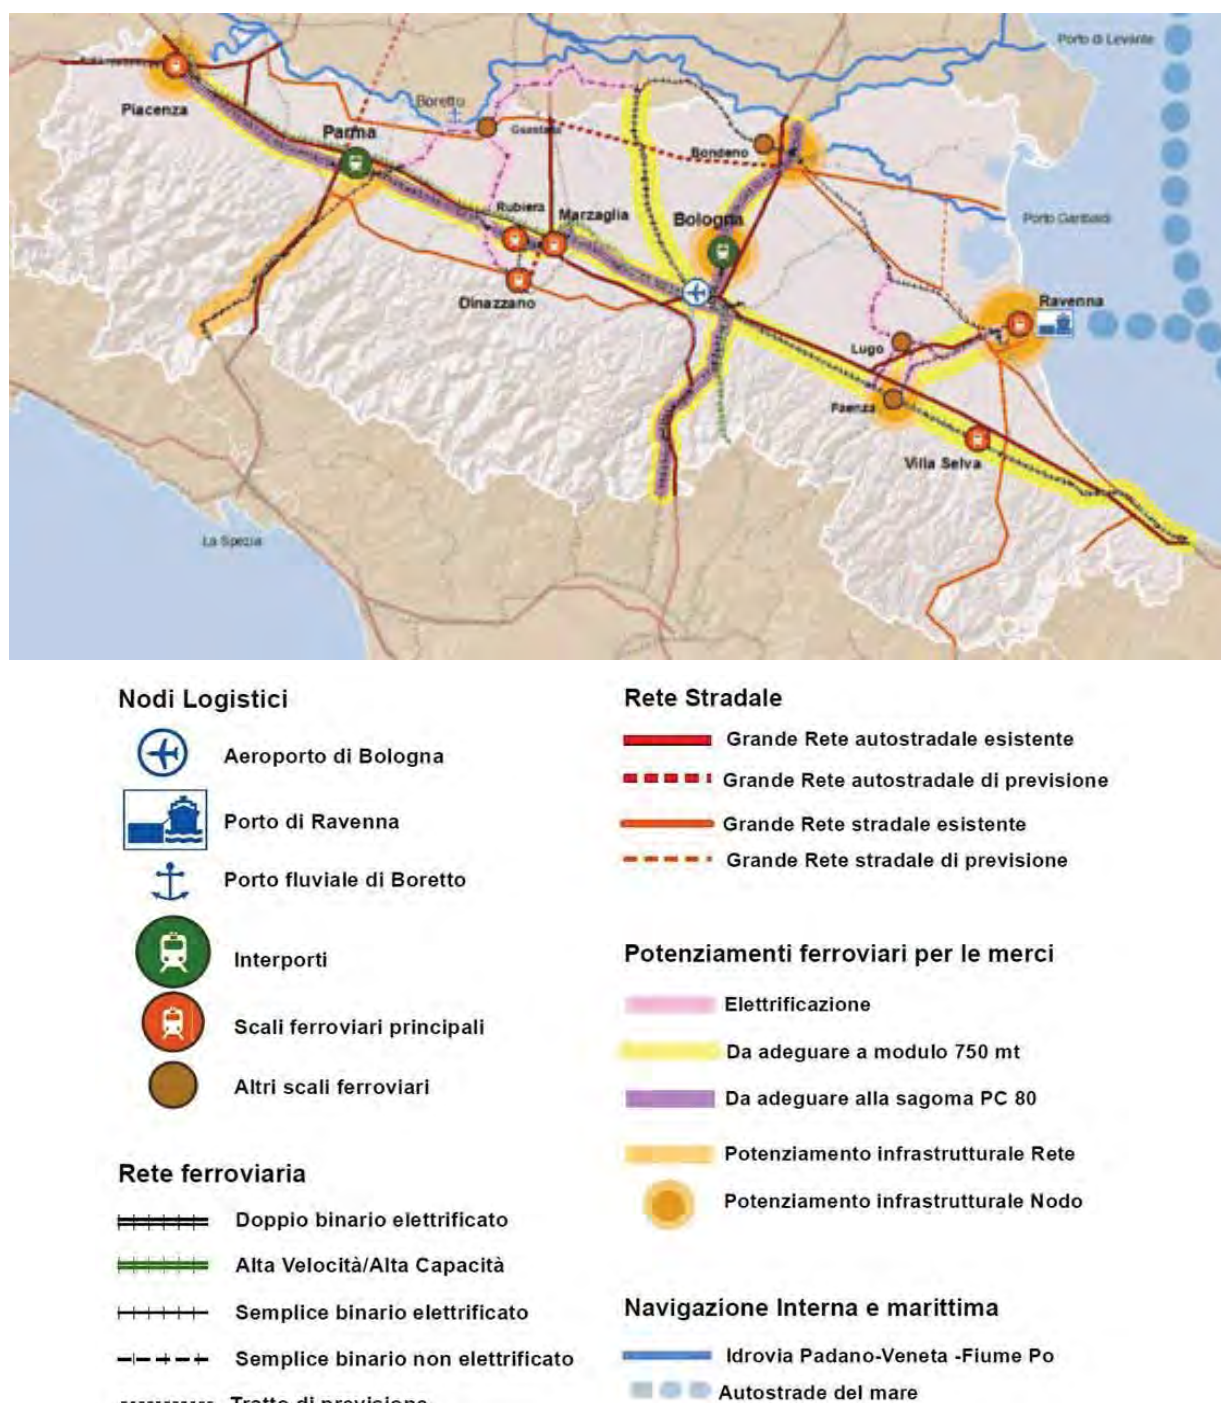 Porto di Levante
Piacenza
Boretto
Guastalla
Parma
Bondeno
Rubiera
Marzaglia
Bologna
Porto Garibaldi
Dinazzano
Ravenna
Lugo
Faenza
Villa Selva
La Spezia
Nodi Logistici
Aeroporto di Bologna
Porto di Ravenna
Porto fluviale di Boretto
Interporti
Scali ferroviari principali
Altri scali ferroviari
Rete ferroviaria
Doppio binario elettrificato
Alta Velocità/Alta Capacità
Semplice binario elettrificato
Semplice binario non elettrificato
Tratto di previsione
Rete Stradale
Grande Rete autostradale esistente
Grande Rete autostradale di previsione
Grande Rete stradale esistente
Grande Rete stradale di previsione
Potenziamenti ferroviari per le merci
Elettrificazione
Da adeguare a modulo 750 mt
Da adeguare alla sagoma PC 80
Potenziamento infrastrutturale Rete
Potenziamento infrastrutturale Nodo
Navigazione Interna e marittima
Idrovia Padano-Veneta -Fiume Po
Autostrade del mare